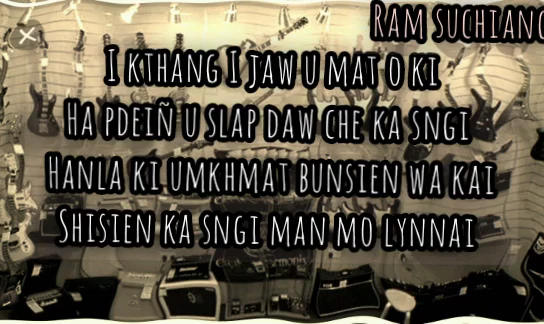 RAM SUCHIANG
I KTHANG I JAW U MAT O KI
HA PDEIÑ U SLAP DAW CHE KA SNGI
HANLA KI UMKHMAT BUNSIEN WA KAI
SHISIEN KA SNGI MAN MO LYNNAI